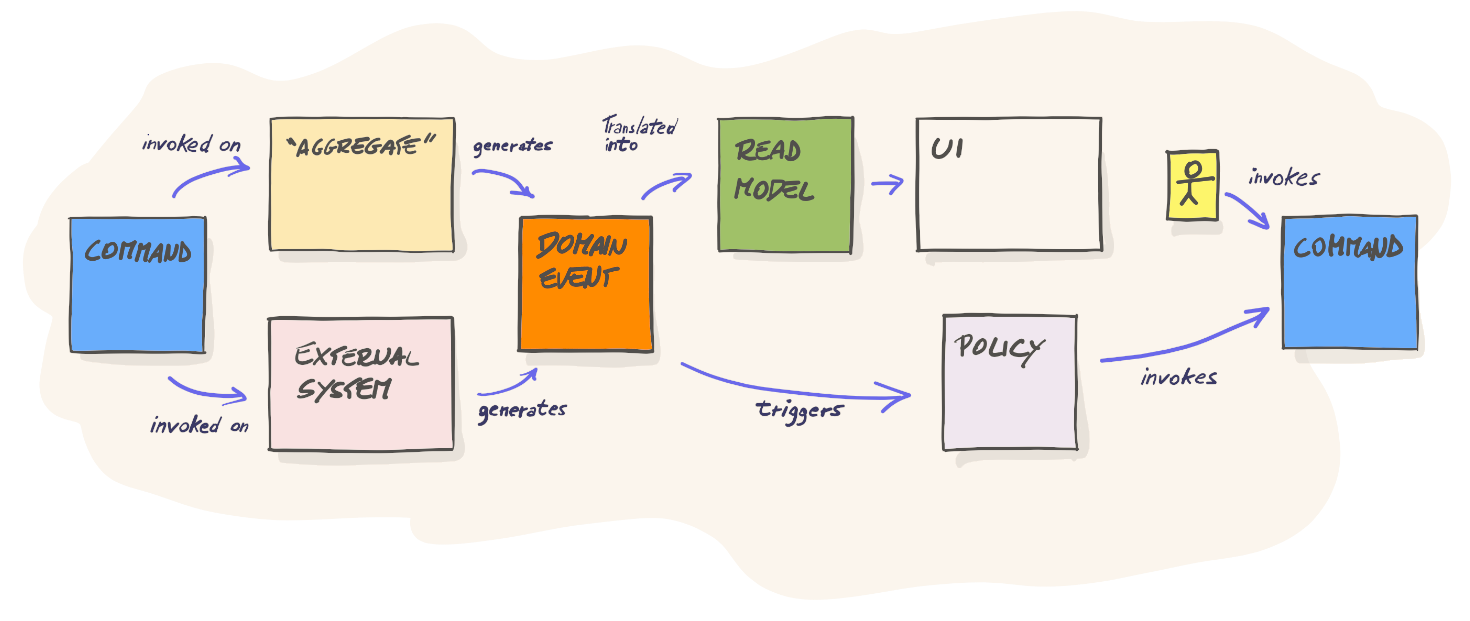 invoked on
"AGGREGATE"
generates
Translated
into
READ
MODEL
UI
invokes
COMMAND
DOMAIN
EVENT
COMMAND
EXTERNAL
SYSTEM
POLICY
invoked on
generates
triggers
invokes